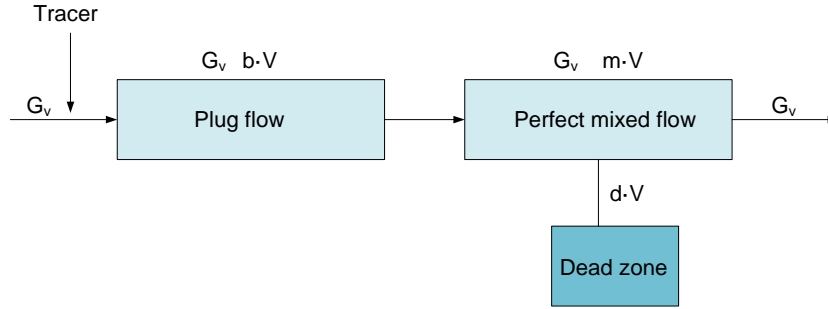 Tracer
Gᵥ b·V
Gᵥ m·V
Gᵥ
Plug flow
Perfect mixed flow
Gᵥ
d·V
Dead zone